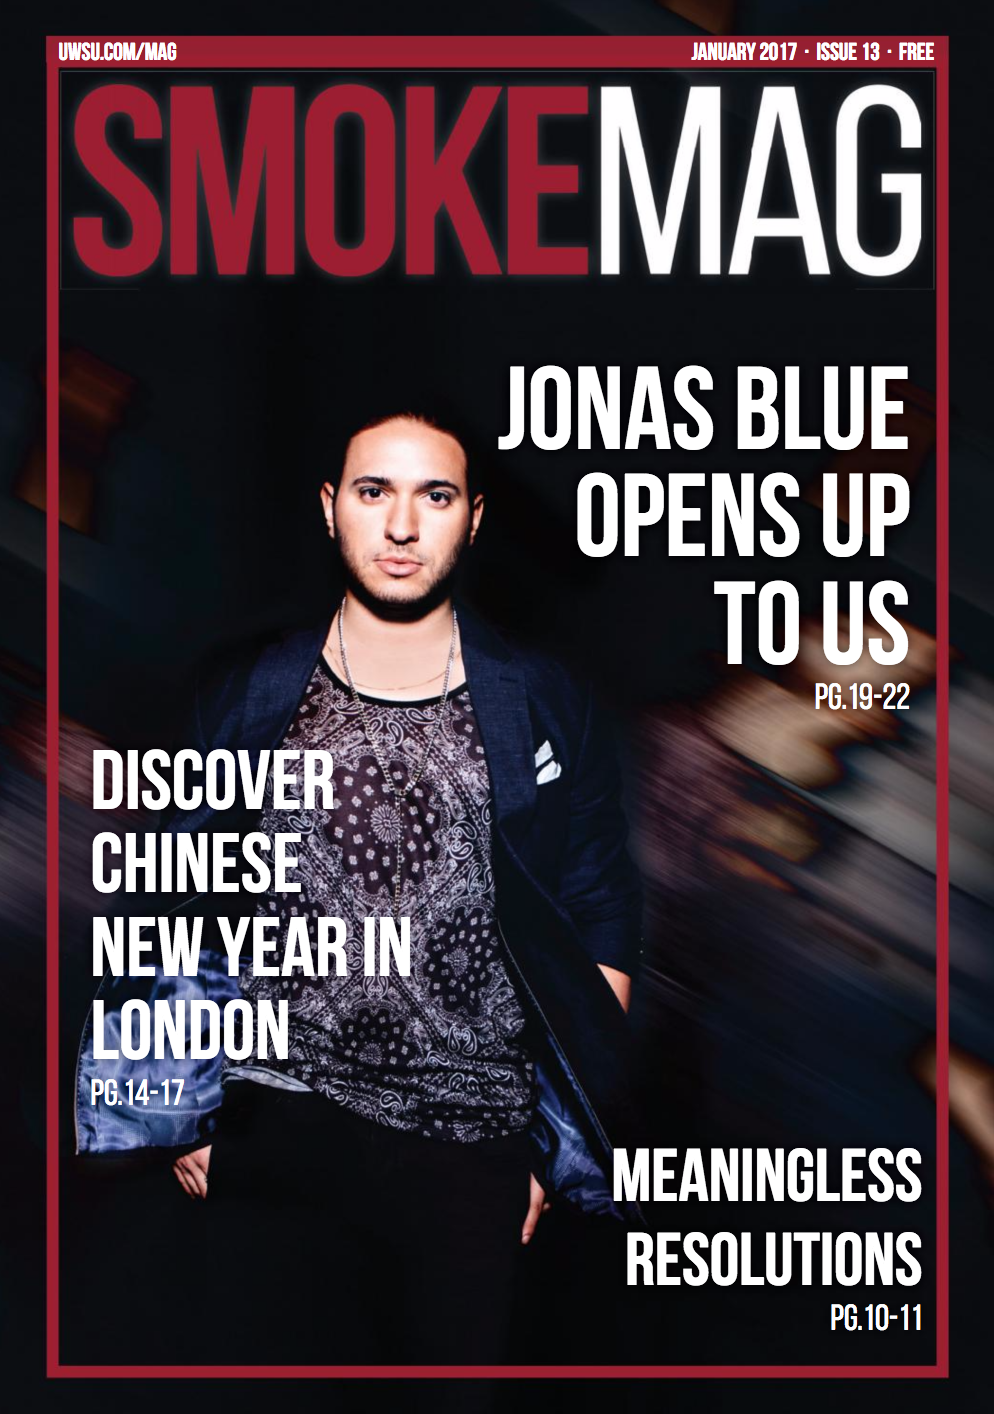 UWSU.COM/MAG
JANUARY 2017 · ISSUE 13 · FREE
SMOKEMAG
JONAS BLUE
OPENS UP
TO US
PG.19-22
DISCOVER
CHINESE
NEW YEAR IN
LONDON
PG.14-17
MEANINGLESS
RESOLUTIONS
PG.10-11